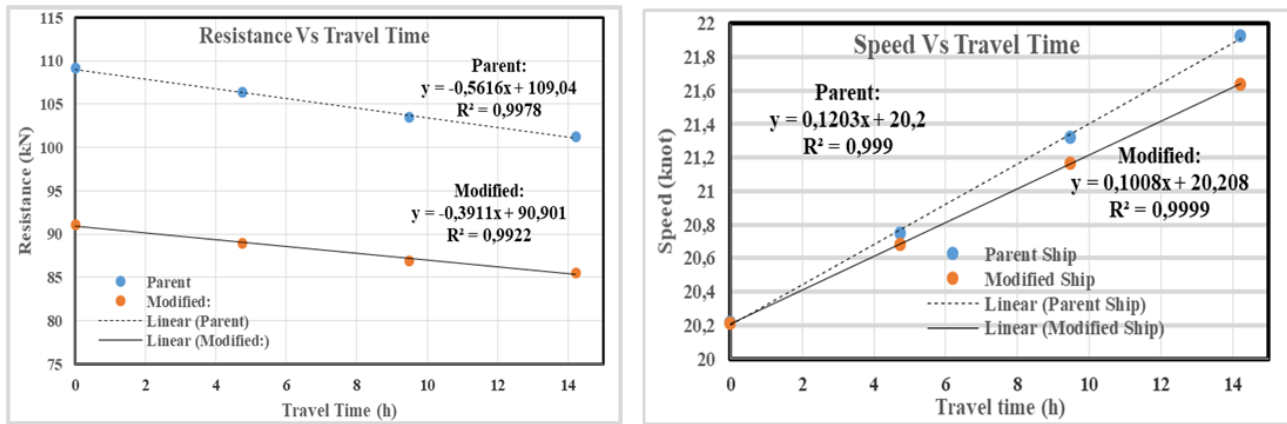 Resistance Vs Travel Time
115
110
105
100
95
90
85
80
75
Resistance (kN)
Parent:
y = -0,5616x + 109,04
R² = 0,9978
Modified:
y = -0,3911x + 90,901
R² = 0,9922
Parent
Modified:
Linear (Parent)
Linear (Modified:)
0 2 4 6 8 10 12 14
Travel Time (h)
Speed Vs Travel Time
22
21,8
21,6
21,4
21,2
21
20,8
20,6
20,4
20,2
20
Speed (knot)
Parent:
y = 0,1203x + 20,2
R² = 0,999
Modified:
y = 0,1008x + 20,208
R² = 0,9999
Parent Ship
Modified Ship
Linear (Parent Ship)
Linear (Modified Ship)
0 2 4 6 8 10 12 14
Travel time (h)